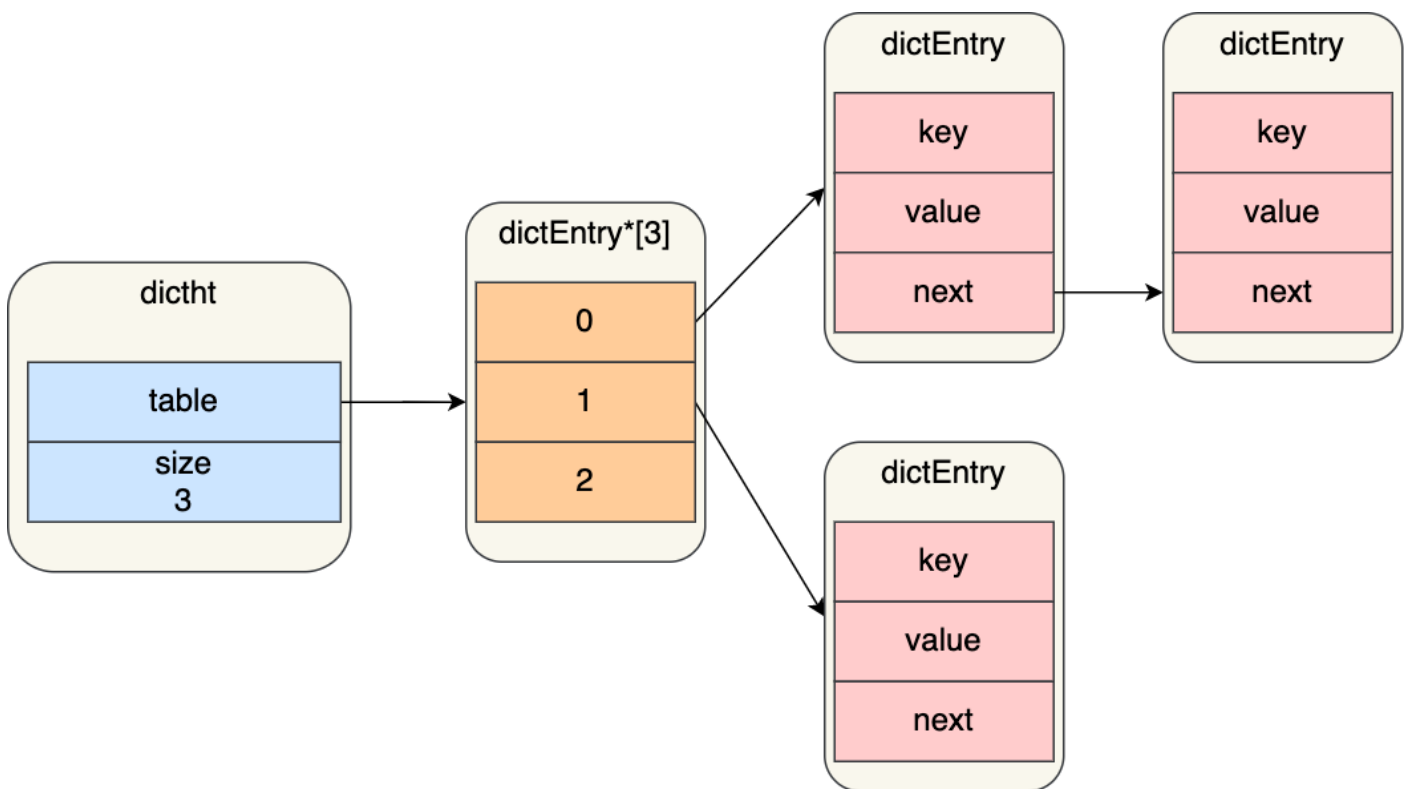 dictht
table
size
3
dictEntry*[3]
0
1
2
dictEntry
key
value
next
dictEntry
key
value
next
dictEntry
key
value
next